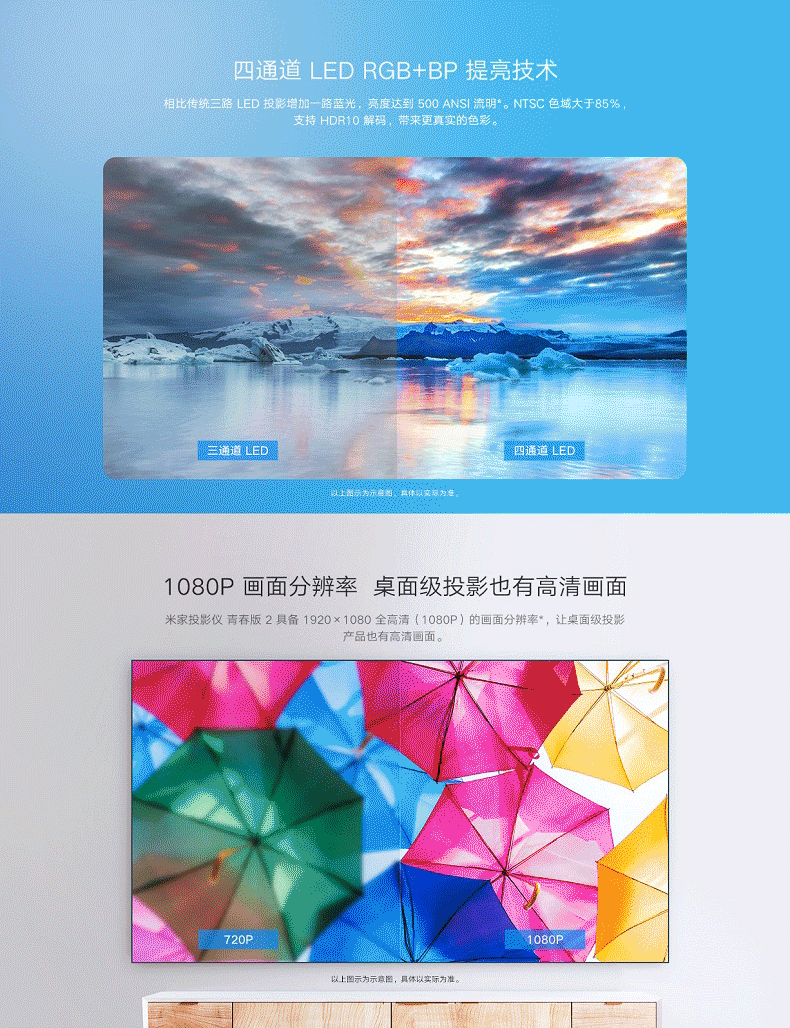 四通道 LED RGB+BP 提亮技术
相比传统三路 LED 投影增加一路蓝光，亮度达到 500 ANSI 流明*。NTSC 色域大于85%，
支持 HDR10 解码，带来更真实的色彩。
三通道 LED
四通道 LED
以上图示为示意图，具体以实际为准。
1080P 画面分辨率 桌面级投影也有高清画面
米家投影仪 青春版 2 具备 1920×1080 全高清（1080P）的画面分辨率*，让桌面级投影
产品也有高清画面。
720P
1080P
以上图示为示意图，具体以实际为准。